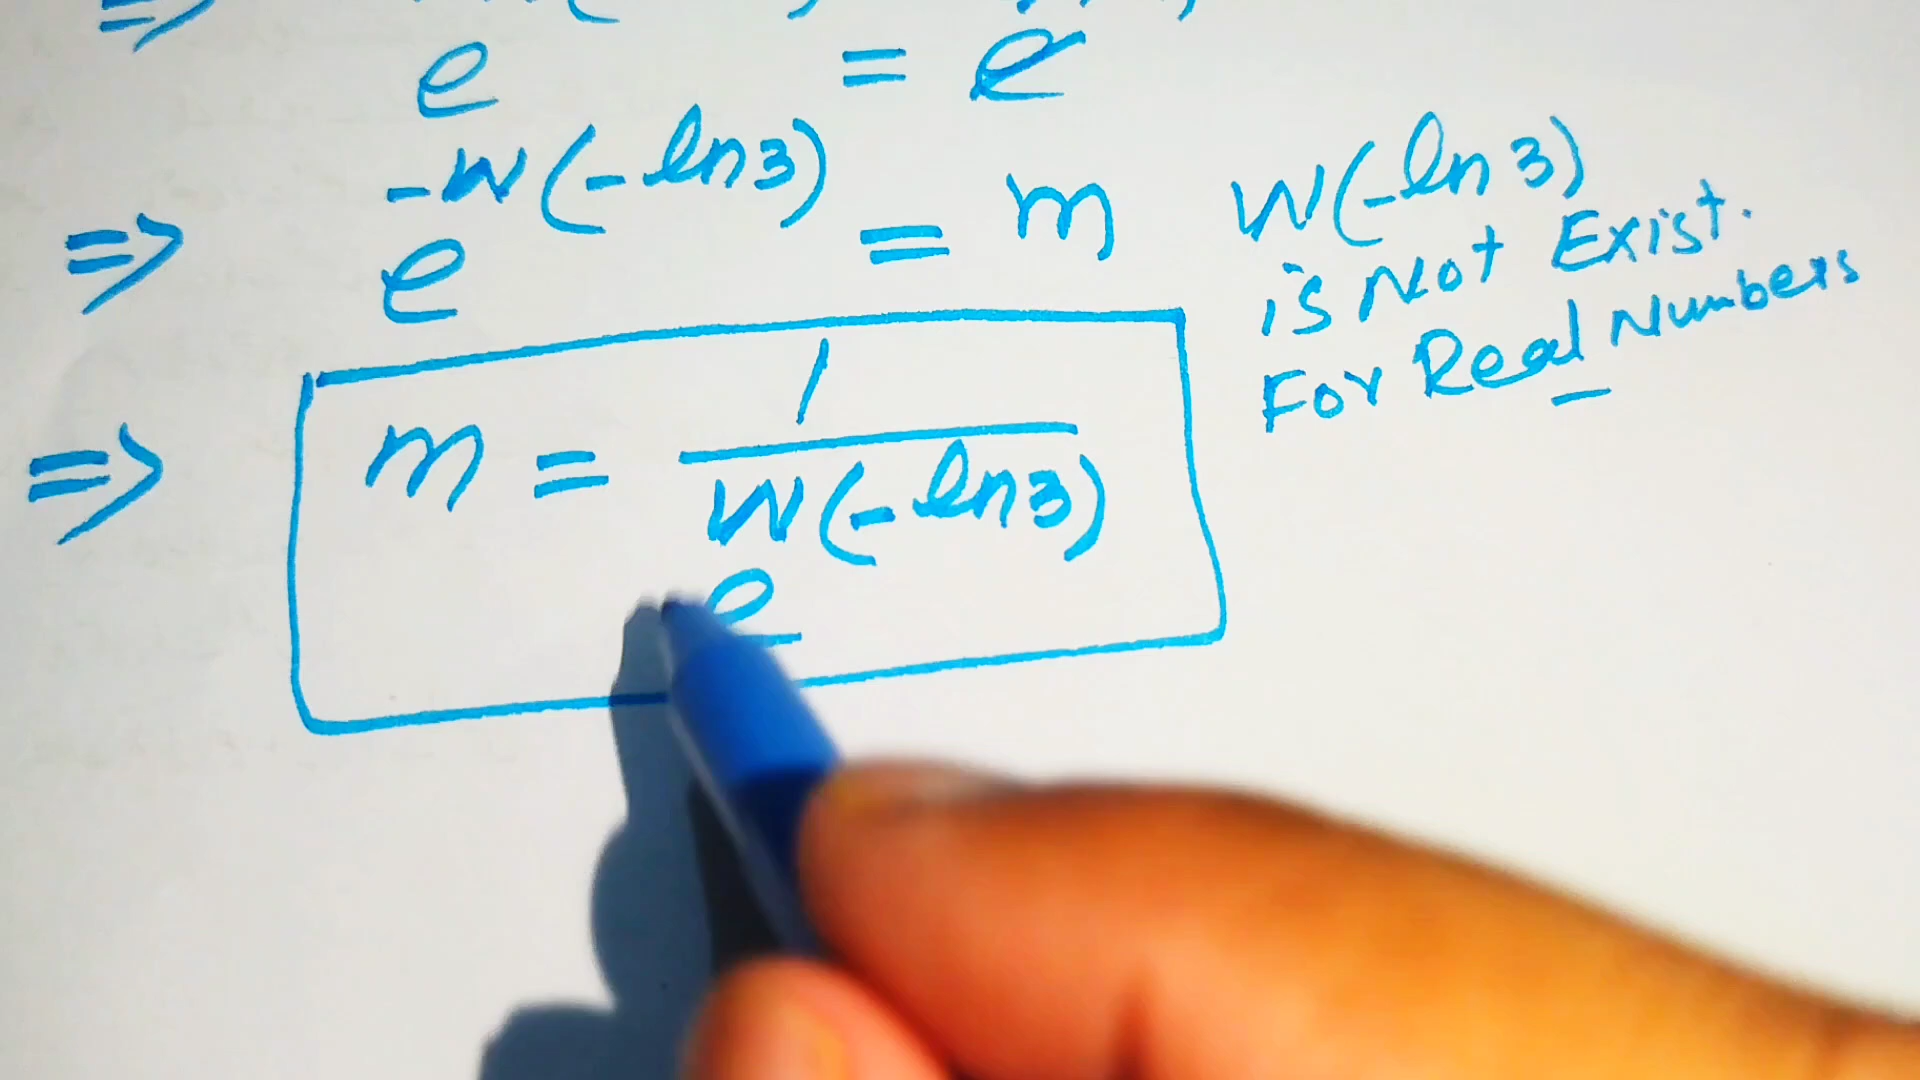 =>
e = e
=> e^{-W(-ln3)} = m
W(-ln3)
is Not Exist.
For Real Numbers
=> m = 1/e^{W(-ln3)}